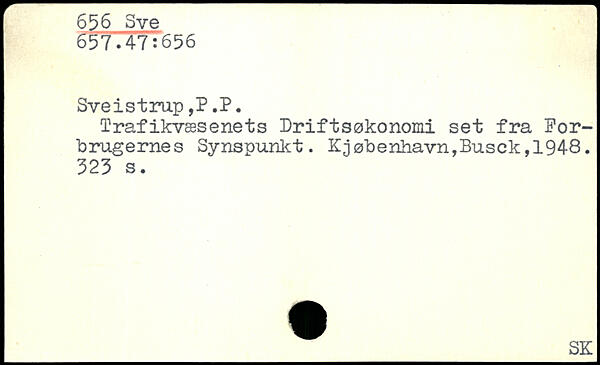 656 Sve
657.47:656
Sveistrup,P.P.
Trafikvæsenets Driftsøkonomi set fra For-
brugernes Synspunkt. Kjøbenhavn,Busck,1948.
323 s.
SK